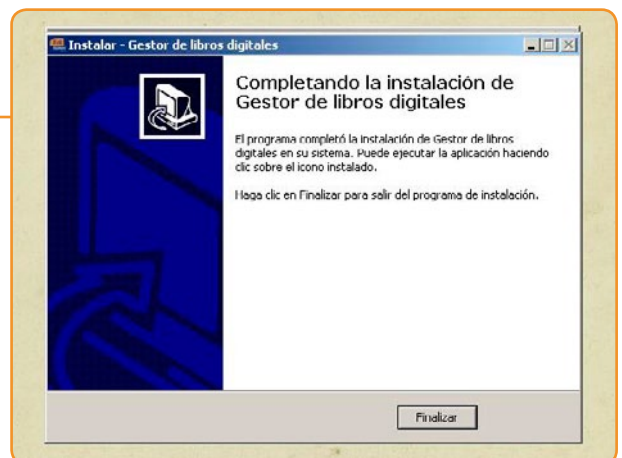 Instalar - Gestor de libros digitales
Completando la instalación de
Gestor de libros digitales
El programa completó la instalación de Gestor de libros
digitales en su sistema. Puede ejecutar la aplicación haciendo
clic sobre el icono instalado.
Haga clic en Finalizar para salir del programa de instalación.
Finalizar